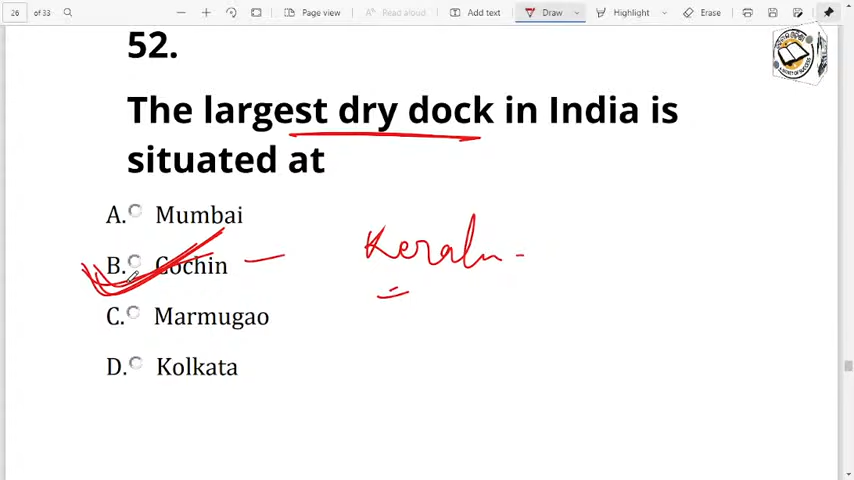 26 of 33 Page view Read aloud Add text Draw Highlight Erase
52.
The largest dry dock in India is
situated at
A. Mumbai
B. Cochin
Kerala
C. Marmugao
D. Kolkata